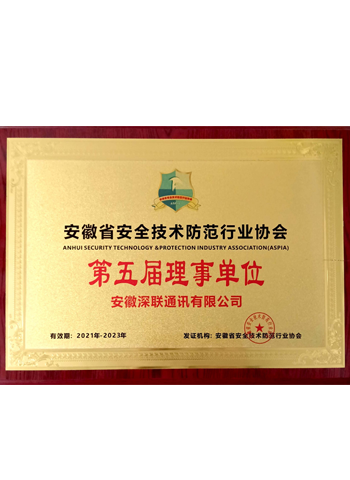 安徽省安全技术防范行业协会
ANHUI SECURITY TECHNOLOGY &PROTECTION INDUSTRY ASSOCIATION(ASPIA)
第五届理事单位
安徽深联通讯有限公司
有效期：2021年-2023年 发证机构：安徽省安全技术防范行业协会